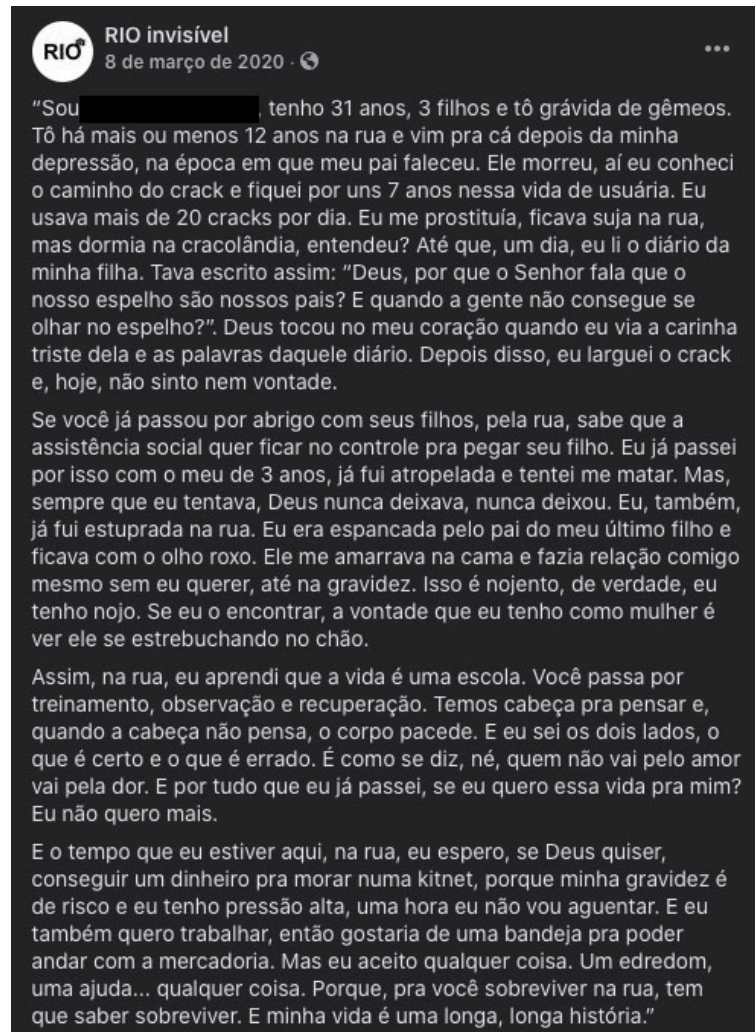 RIO
RIO invisível
8 de março de 2020 ·
“Sou , tenho 31 anos, 3 filhos e tô grávida de gêmeos.
Tô há mais ou menos 12 anos na rua e vim pra cá depois da minha
depressão, na época em que meu pai faleceu. Ele morreu, aí eu conheci
o caminho do crack e fiquei por uns 7 anos nessa vida de usuária. Eu
usava mais de 20 cracks por dia. Eu me prostituía, ficava suja na rua,
mas dormia na cracolândia, entendeu? Até que, um dia, eu li o diário da
minha filha. Tava escrito assim: “Deus, por que o Senhor fala que o
nosso espelho são nossos pais? E quando a gente não consegue se
olhar no espelho?”. Deus tocou no meu coração quando eu via a carinha
triste dela e as palavras daquele diário. Depois disso, eu larguei o crack
e, hoje, não sinto nem vontade.
Se você já passou por abrigo com seus filhos, pela rua, sabe que a
assistência social quer ficar no controle pra pegar seu filho. Eu já passei
por isso com o meu de 3 anos, já fui atropelada e tentei me matar. Mas,
sempre que eu tentava, Deus nunca deixava, nunca deixou. Eu, também,
já fui estuprada na rua. Eu era espancada pelo pai do meu último filho e
ficava com o olho roxo. Ele me amarrava na cama e fazia relação comigo
mesmo sem eu querer, até na gravidez. Isso é nojento, de verdade, eu
tenho nojo. Se eu o encontrar, a vontade que eu tenho como mulher é
ver ele se estrebuchando no chão.
Assim, na rua, eu aprendi que a vida é uma escola. Você passa por
treinamento, observação e recuperação. Temos cabeça pra pensar e,
quando a cabeça não pensa, o corpo pacede. E eu sei os dois lados, o
que é certo e o que é errado. É como se diz, né, quem não vai pelo amor
vai pela dor. E por tudo que eu já passei, se eu quero essa vida pra mim?
Eu não quero mais.
E o tempo que eu estiver aqui, na rua, eu espero, se Deus quiser,
conseguir um dinheiro pra morar numa kitnet, porque minha gravidez é
de risco e eu tenho pressão alta, uma hora eu não vou aguentar. E eu
também quero trabalhar, então gostaria de uma bandeja pra poder
andar com a mercadoria. Mas eu aceito qualquer coisa. Um edredom,
uma ajuda... qualquer coisa. Porque, pra você sobreviver na rua, tem
que saber sobreviver. E minha vida é uma longa, longa história.”